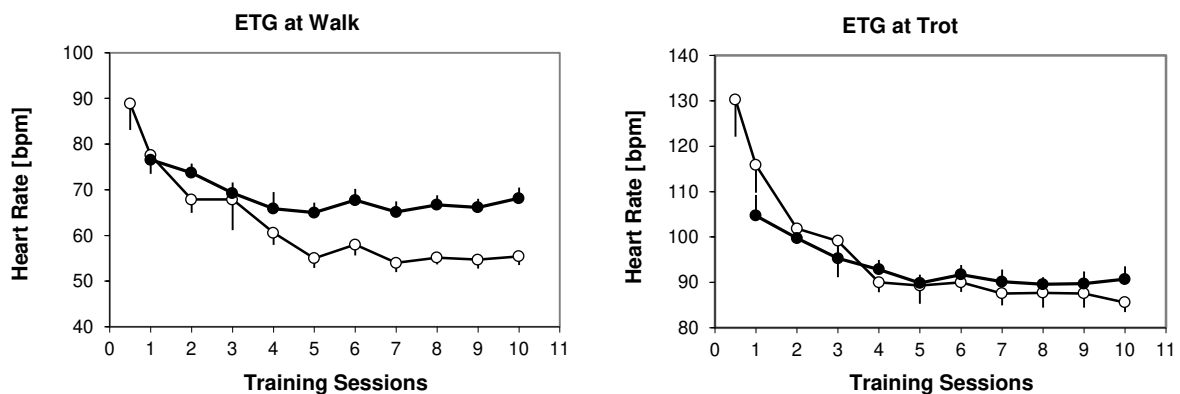 ETG at Walk
100
90
80
70
60
50
40
0 1 2 3 4 5 6 7 8 9 10 11
Heart Rate [bpm]
Training Sessions
ETG at Trot
140
130
120
110
100
90
80
0 1 2 3 4 5 6 7 8 9 10 11
Heart Rate [bpm]
Training Sessions